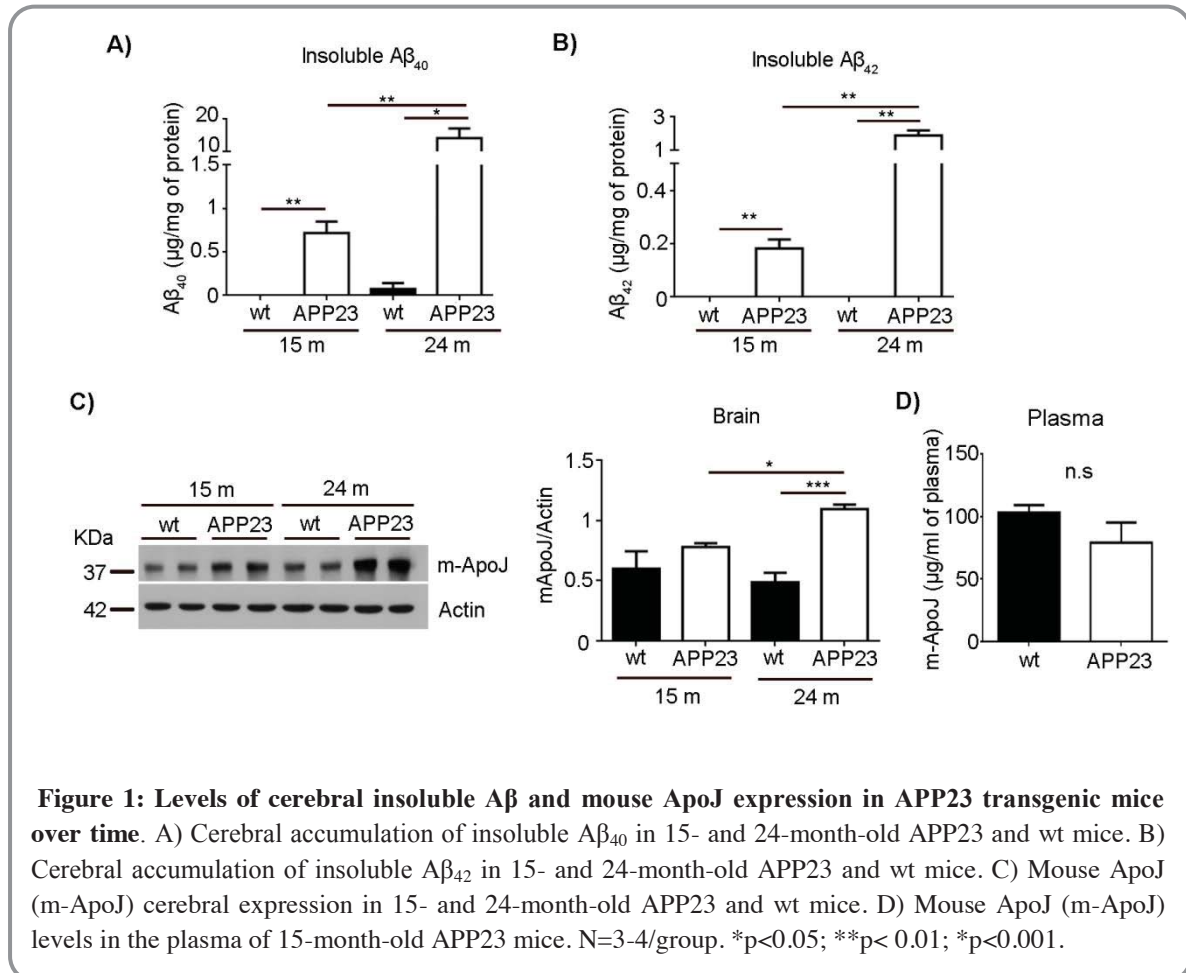 A)
Insoluble Aβ40
Aβ40 (µg/mg of protein)
20
10
1.5
1
0.5
0
**
**
*
wt APP23 wt APP23
15 m 24 m
B)
Insoluble Aβ42
Aβ42 (µg/mg of protein)
3
1
0.4
0.2
0
**
**
**
wt APP23 wt APP23
15 m 24 m
C)
15 m 24 m
wt APP23 wt APP23
KDa
37 m-ApoJ
42 Actin
Brain
mApoJ/Actin
1.5
1
0.5
0
*
***
wt APP23 wt APP23
15 m 24 m
D)
Plasma
m-ApoJ (µg/ml of plasma)
150
100
50
0
n.s
wt APP23
Figure 1: Levels of cerebral insoluble Aβ and mouse ApoJ expression in APP23 transgenic mice
over time. A) Cerebral accumulation of insoluble Aβ40 in 15- and 24-month-old APP23 and wt mice. B)
Cerebral accumulation of insoluble Aβ42 in 15- and 24-month-old APP23 and wt mice. C) Mouse ApoJ
(m-ApoJ) cerebral expression in 15- and 24-month-old APP23 and wt mice. D) Mouse ApoJ (m-ApoJ)
levels in the plasma of 15-month-old APP23 mice. N=3-4/group. *p<0.05; **p< 0.01; *p<0.001.